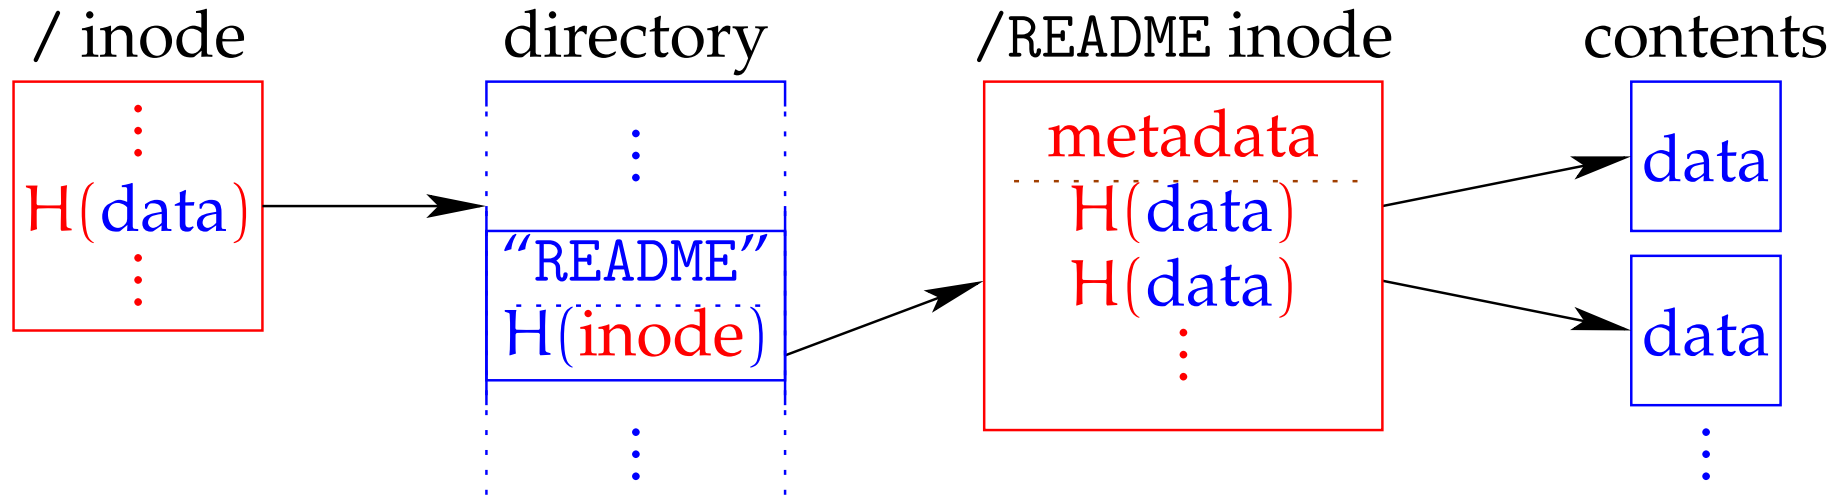 / inode
H(data)
directory
“README”
H(inode)
/README inode
metadata
H(data)
H(data)
contents
data
data